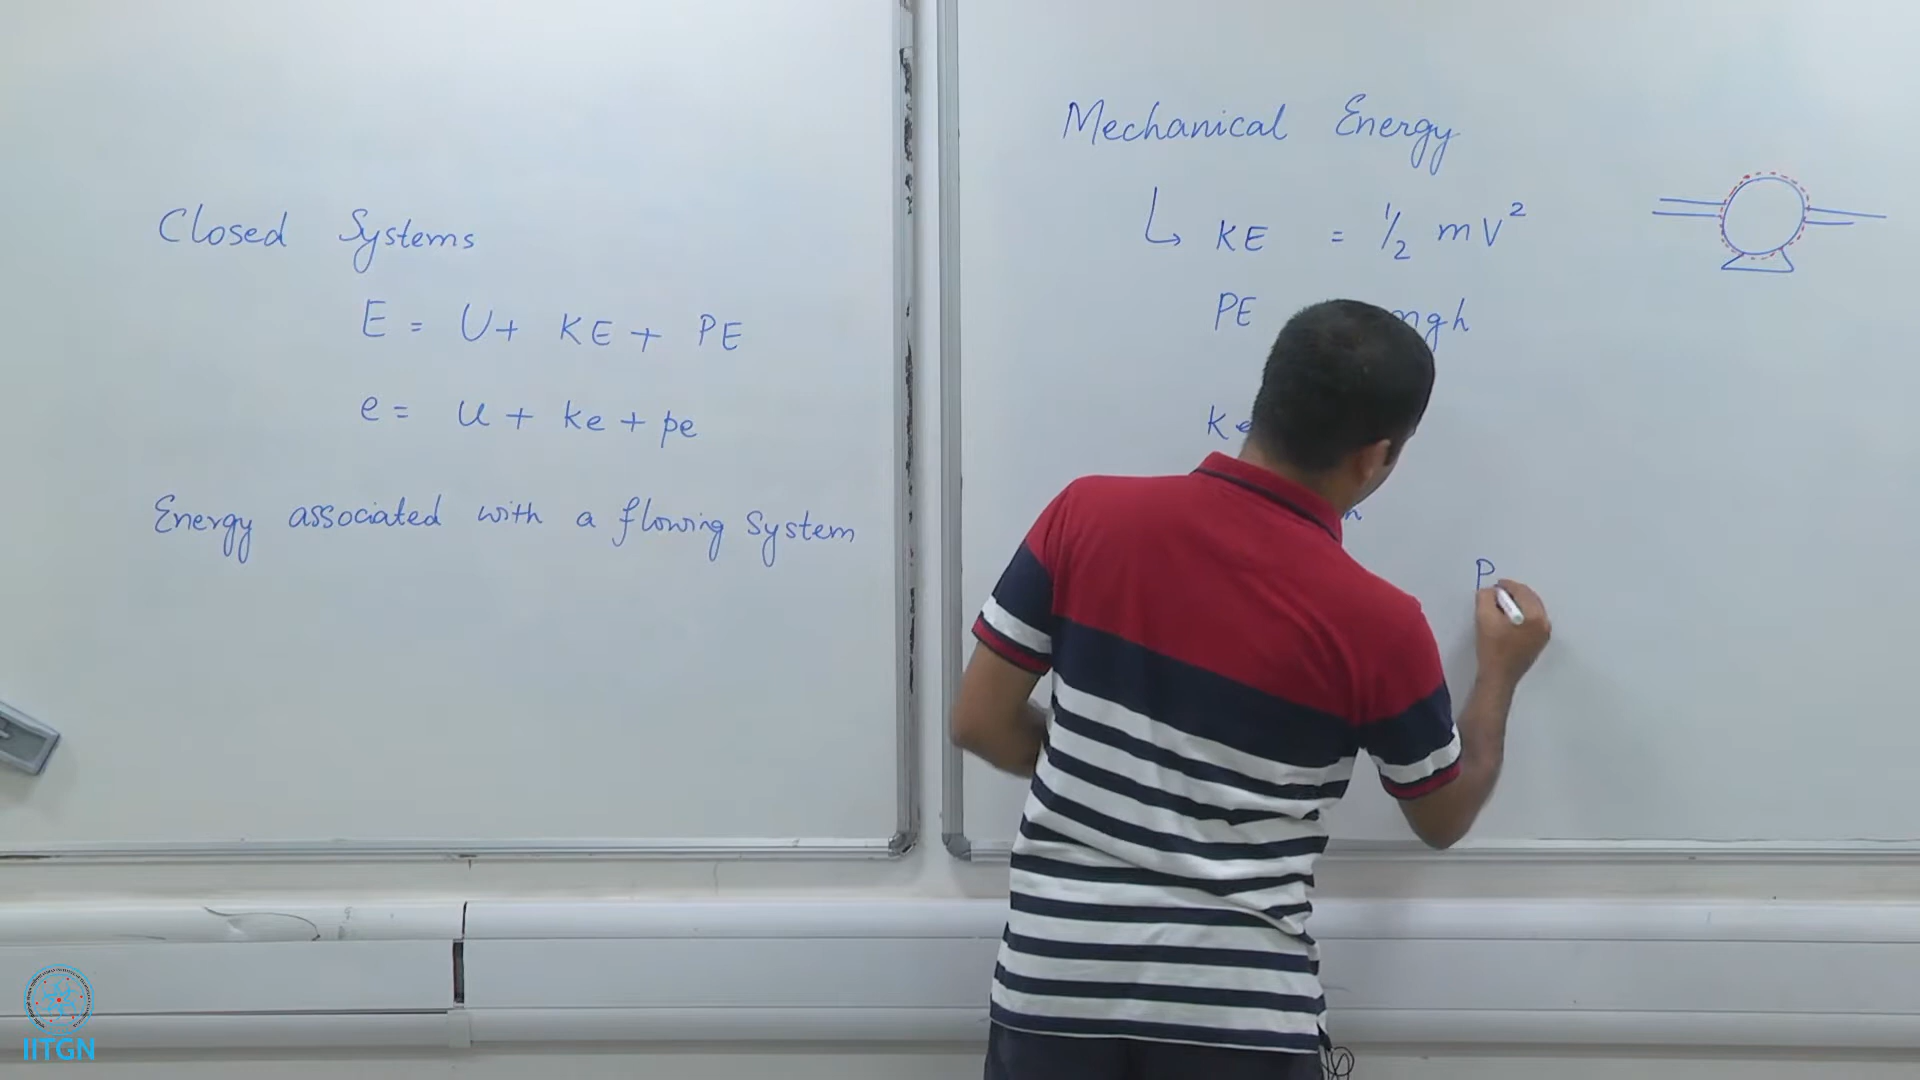 Closed Systems
E = U + KE + PE
e = u + ke + pe
Energy associated with a flowing system
Mechanical Energy
↳ KE = 1/2 mV²
PE mgh
ke
P
IITGN